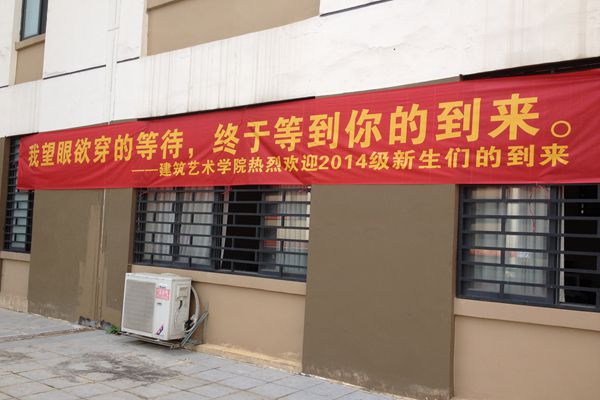 我望眼欲穿的等待，终于等到你的到来。
——建筑艺术学院热烈欢迎2014级新生们的到来